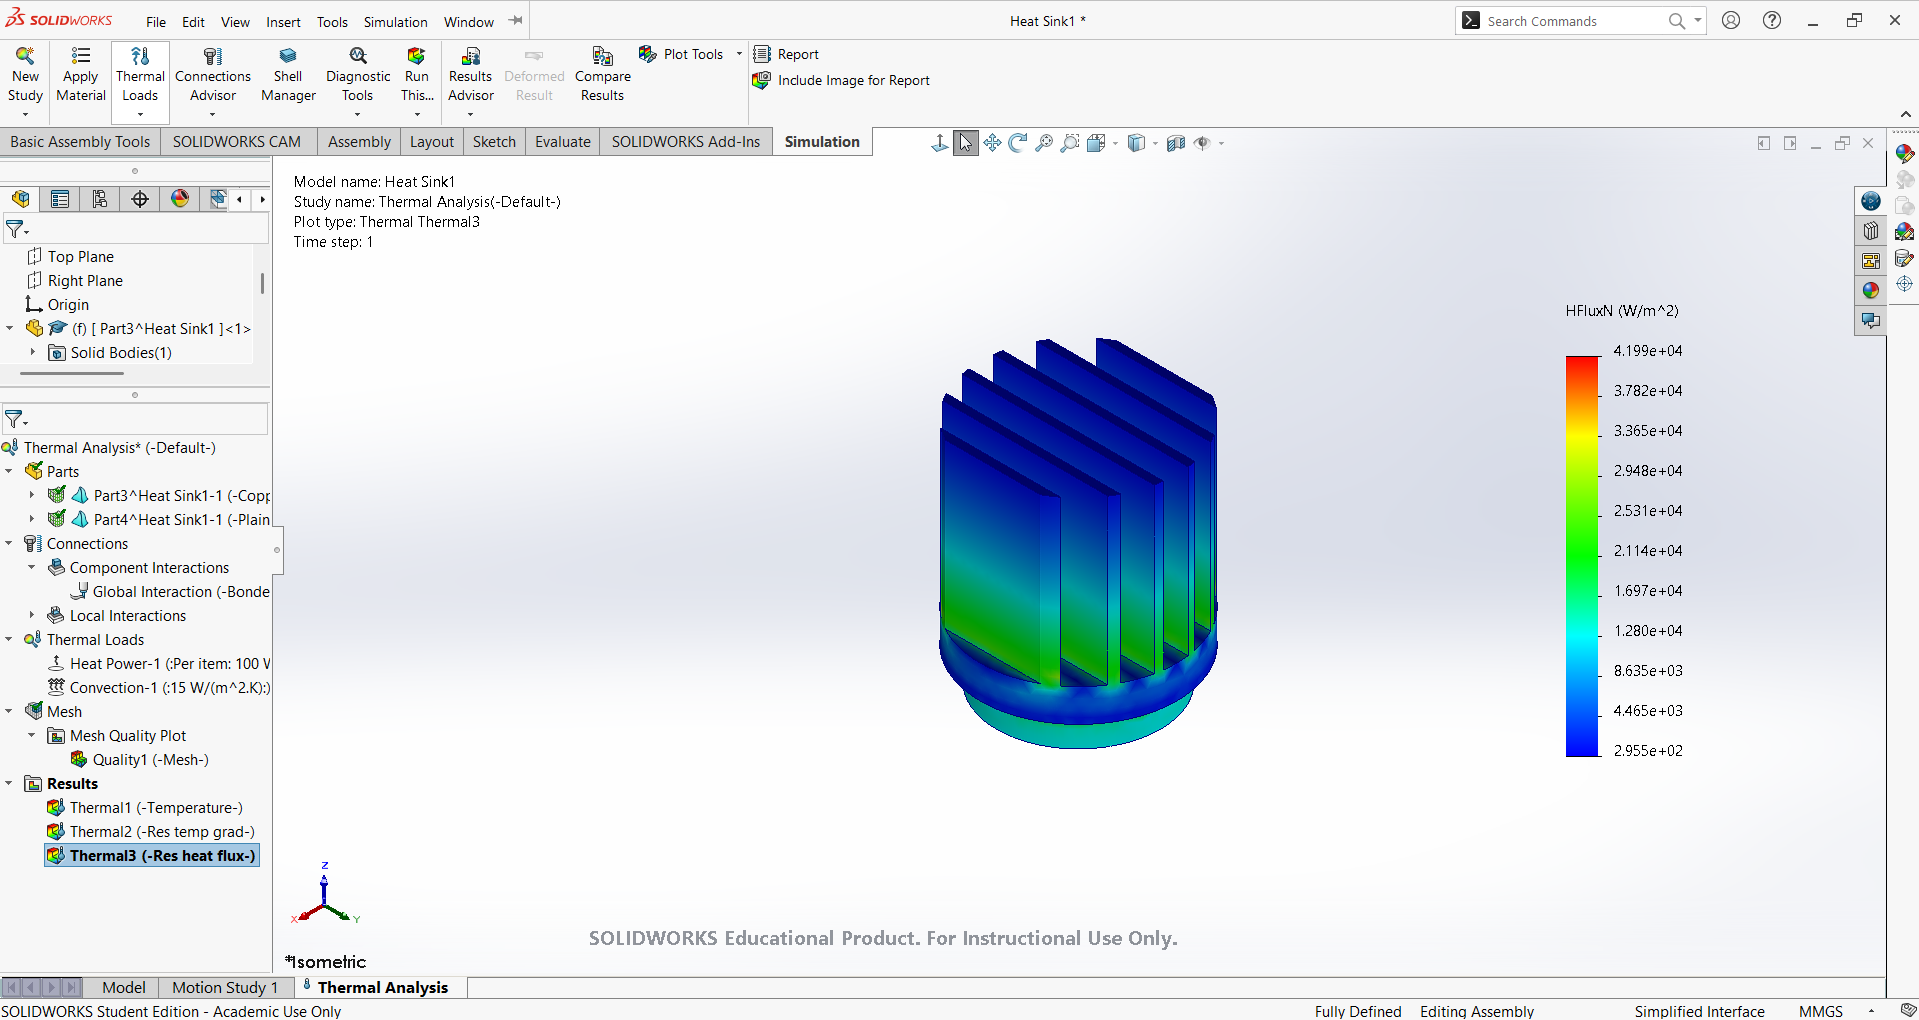 SOLIDWORKS
File Edit View Insert Tools Simulation Window
Heat Sink1 *
Search Commands
New Study
Apply Material
Thermal Loads
Connections Advisor
Shell Manager
Diagnostic Tools
Run This...
Results Advisor
Deformed Result
Compare Results
Plot Tools
Report
Include Image for Report
Basic Assembly Tools SOLIDWORKS CAM Assembly Layout Sketch Evaluate SOLIDWORKS Add-Ins Simulation
Top Plane
Right Plane
Origin
(f) [ Part3^Heat Sink1 ]<1>
Solid Bodies(1)
Thermal Analysis* (-Default-)
Parts
Part3^Heat Sink1-1 (-Copp
Part4^Heat Sink1-1 (-Plain
Connections
Component Interactions
Global Interaction (-Bonde
Local Interactions
Thermal Loads
Heat Power-1 (:Per item: 100 W
Convection-1 (:15 W/(m^2.K):)
Mesh
Mesh Quality Plot
Quality1 (-Mesh-)
Results
Thermal1 (-Temperature-)
Thermal2 (-Res temp grad-)
Thermal3 (-Res heat flux-)
Model name: Heat Sink1
Study name: Thermal Analysis(-Default-)
Plot type: Thermal Thermal3
Time step: 1
HFluxN (W/m^2)
4.199e+04
3.782e+04
3.365e+04
2.948e+04
2.531e+04
2.114e+04
1.697e+04
1.280e+04
8.635e+03
4.465e+03
2.955e+02
Z
X
Y
*Isometric
SOLIDWORKS Educational Product. For Instructional Use Only.
Model Motion Study 1 Thermal Analysis
SOLIDWORKS Student Edition - Academic Use Only
Fully Defined Editing Assembly Simplified Interface MMGS